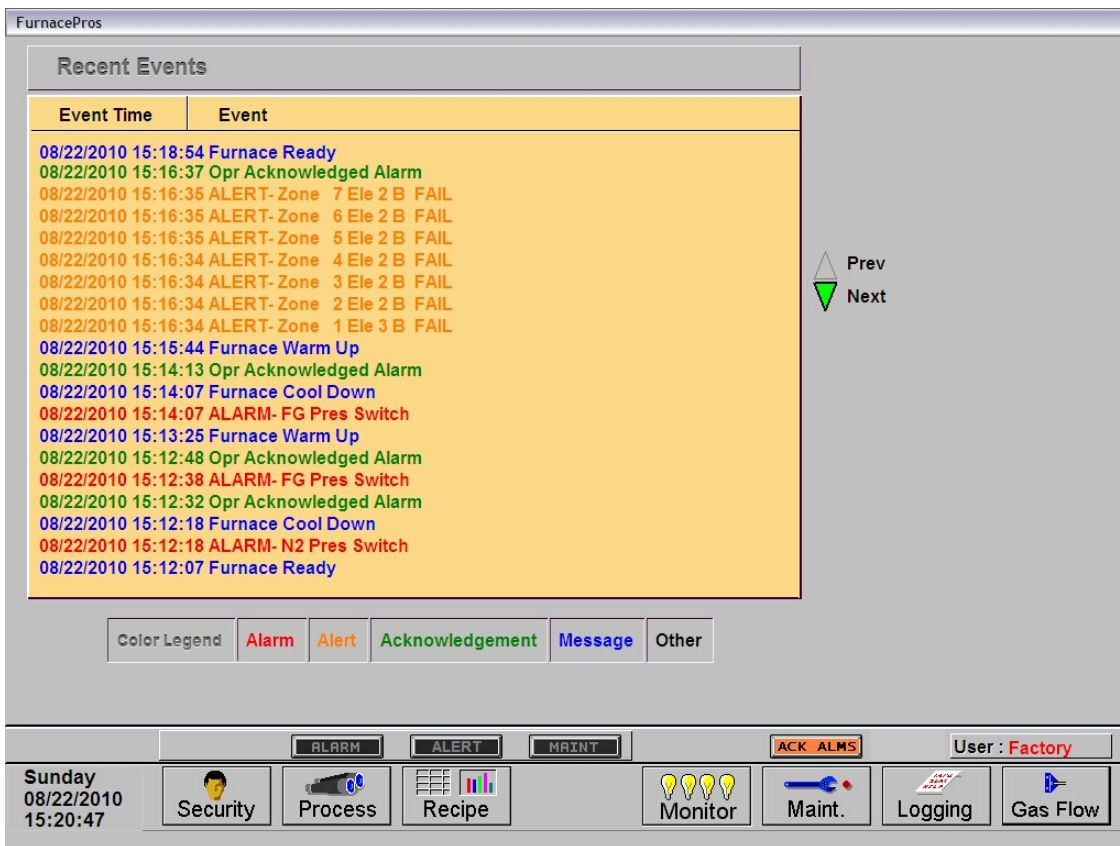 FurnacePros
Recent Events
Event Time Event
08/22/2010 15:18:54 Furnace Ready
08/22/2010 15:16:37 Opr Acknowledged Alarm
08/22/2010 15:16:35 ALERT- Zone 7 Ele 2 B FAIL
08/22/2010 15:16:35 ALERT- Zone 6 Ele 2 B FAIL
08/22/2010 15:16:35 ALERT- Zone 5 Ele 2 B FAIL
08/22/2010 15:16:34 ALERT- Zone 4 Ele 2 B FAIL
08/22/2010 15:16:34 ALERT- Zone 3 Ele 2 B FAIL
08/22/2010 15:16:34 ALERT- Zone 2 Ele 2 B FAIL
08/22/2010 15:16:34 ALERT- Zone 1 Ele 3 B FAIL
08/22/2010 15:15:44 Furnace Warm Up
08/22/2010 15:14:13 Opr Acknowledged Alarm
08/22/2010 15:14:07 Furnace Cool Down
08/22/2010 15:14:07 ALARM- FG Pres Switch
08/22/2010 15:13:25 Furnace Warm Up
08/22/2010 15:12:48 Opr Acknowledged Alarm
08/22/2010 15:12:38 ALARM- FG Pres Switch
08/22/2010 15:12:32 Opr Acknowledged Alarm
08/22/2010 15:12:18 Furnace Cool Down
08/22/2010 15:12:18 ALARM- N2 Pres Switch
08/22/2010 15:12:07 Furnace Ready
Prev
Next
Color Legend Alarm Alert Acknowledgement Message Other
ALARM ALERT MAINT ACK ALMS User : Factory
Sunday
08/22/2010
15:20:47
Security Process Recipe Monitor Maint. Logging Gas Flow